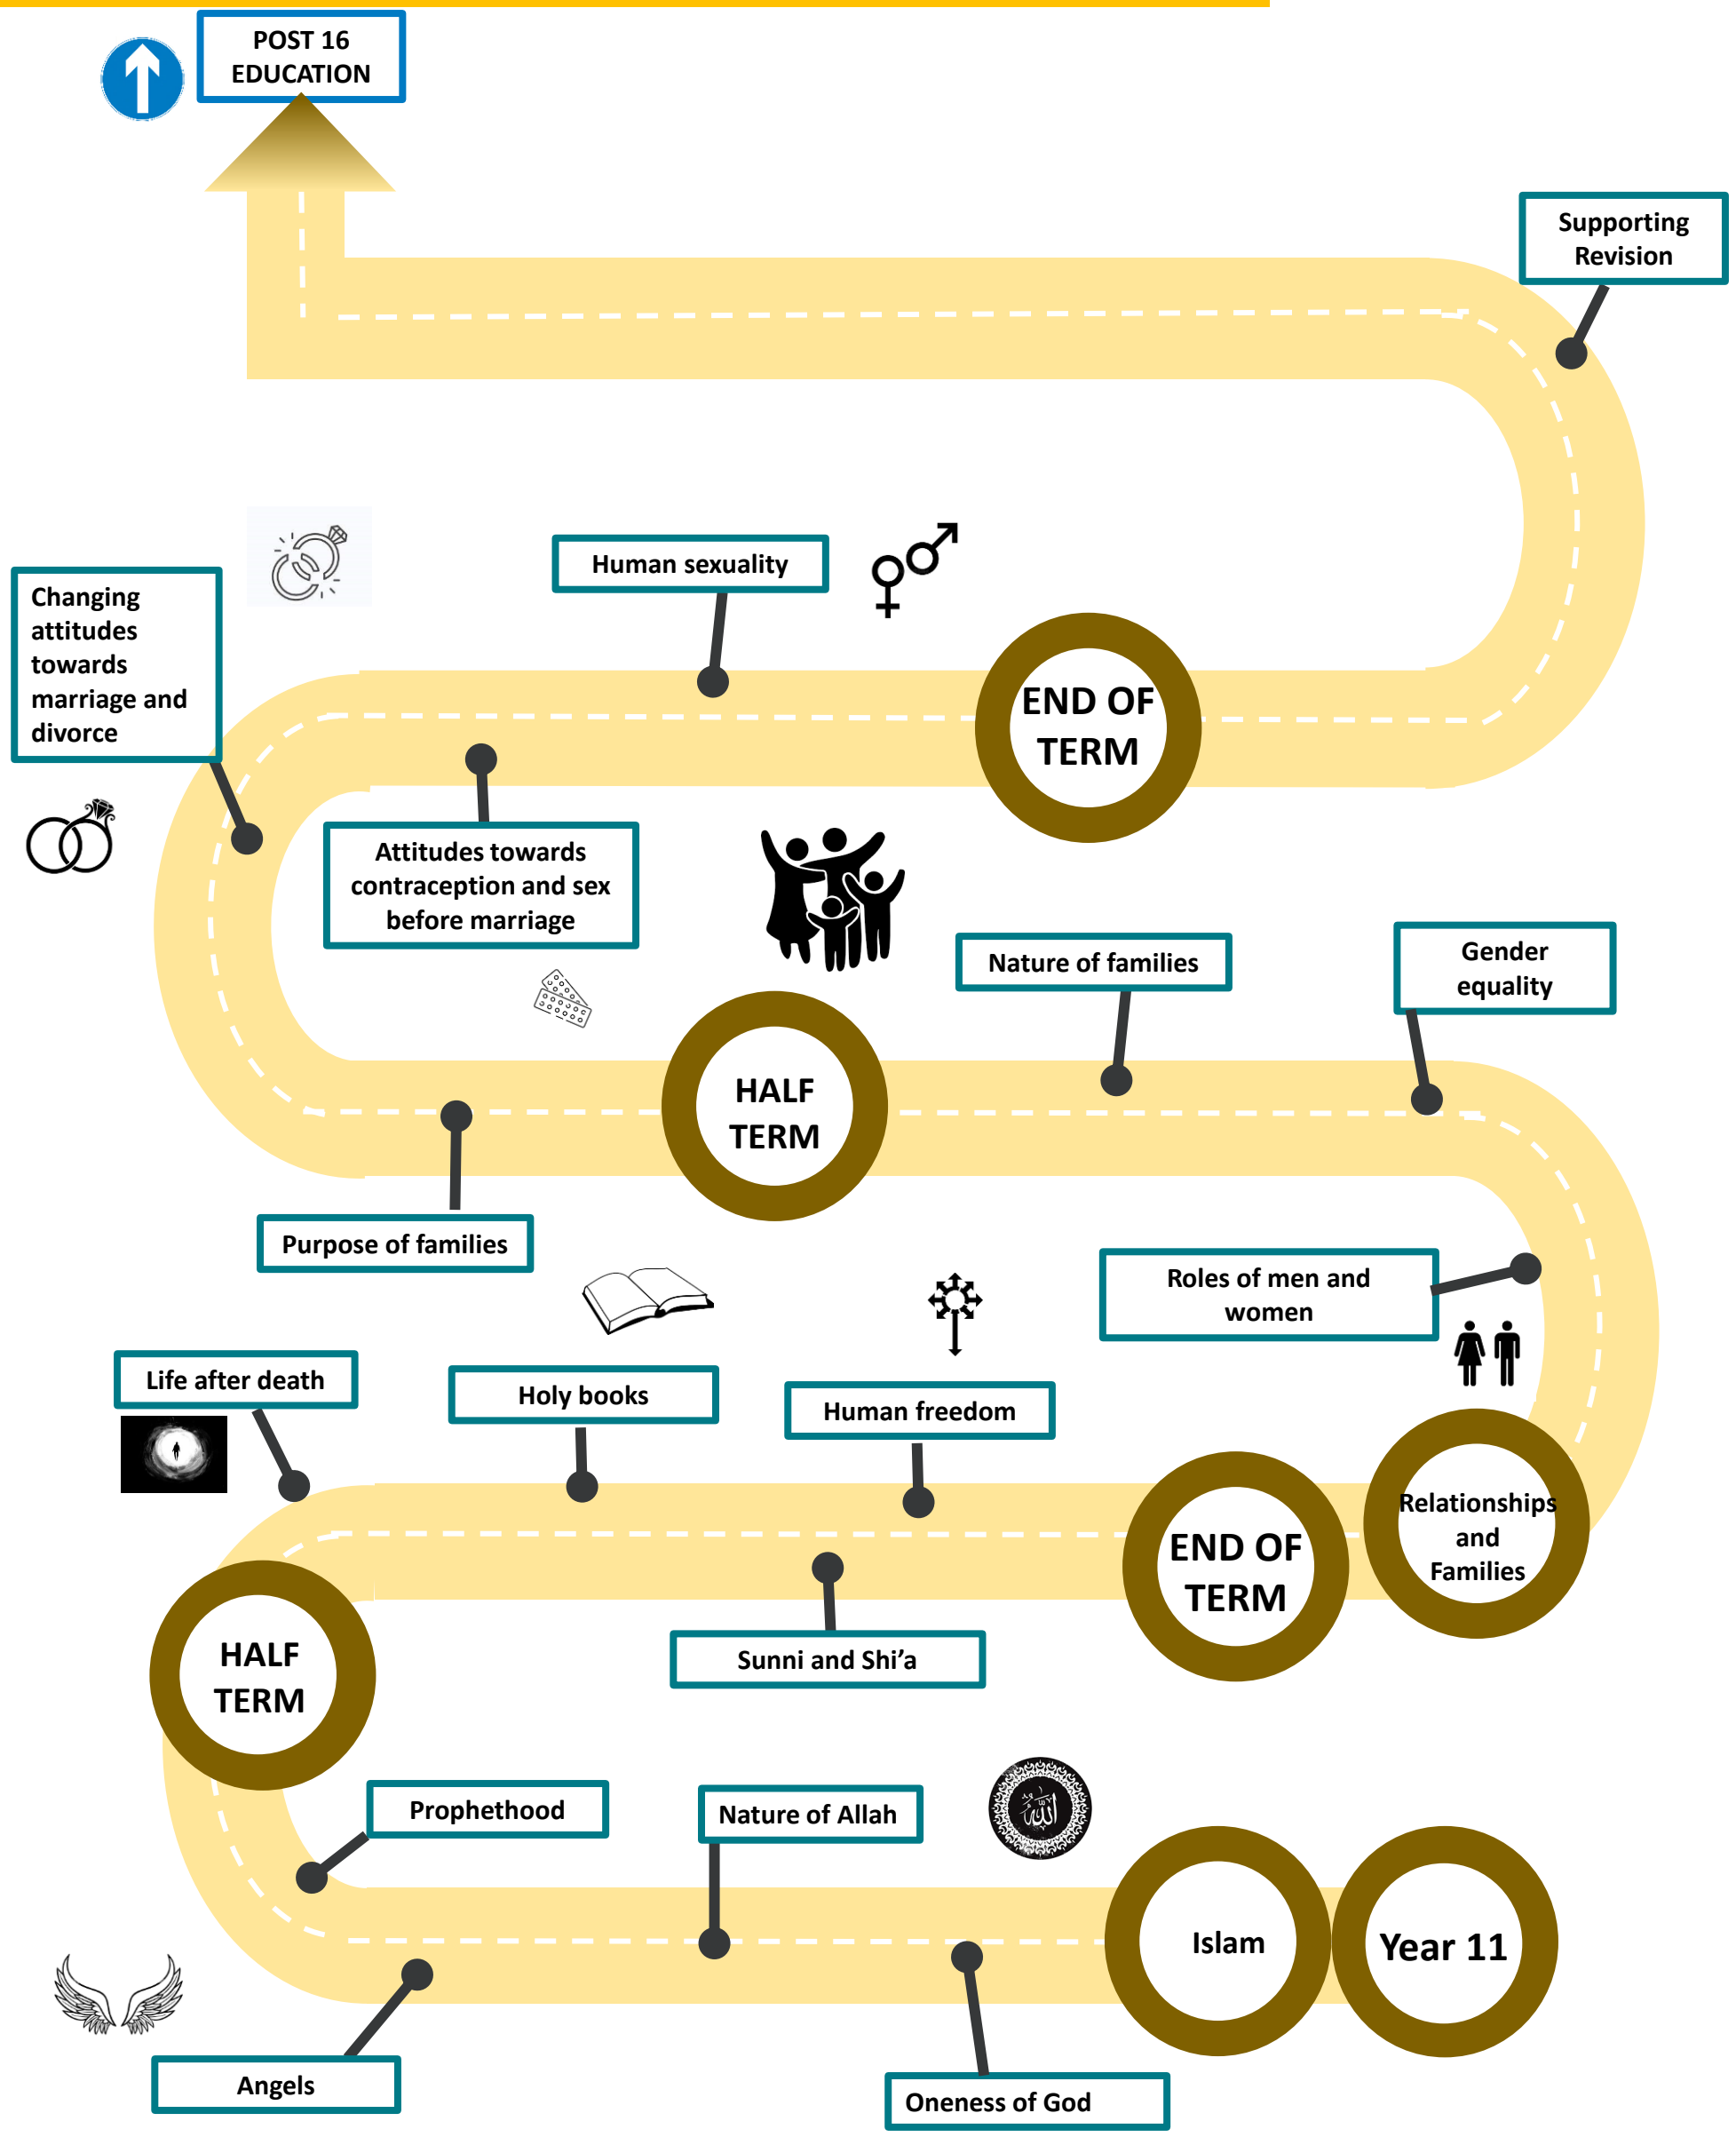 POST 16
EDUCATION
Supporting
Revision
Human sexuality
Changing
attitudes
towards
marriage and
divorce
END OF
TERM
Attitudes towards
contraception and sex
before marriage
Nature of families
Gender
equality
HALF
TERM
Purpose of families
Roles of men and
women
Life after death
Holy books
Human freedom
Relationships
and
Families
END OF
TERM
Sunni and Shi’a
HALF
TERM
Prophethood
Nature of Allah
الله
Islam
Year 11
Angels
Oneness of God